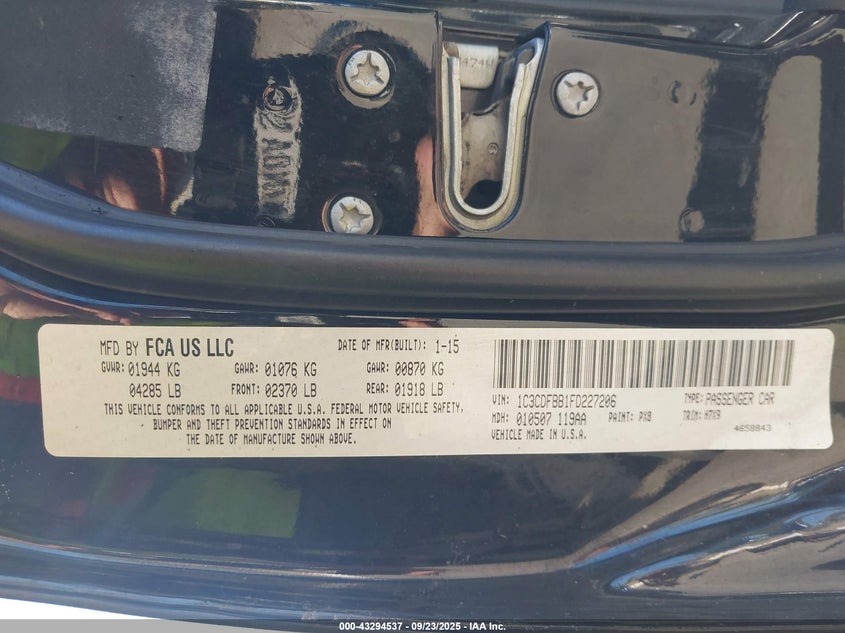 474H
MFD BY FCA US LLC DATE OF MFR(BUILT): 1-15
GVWR: 01944 KG GAWR: 01076 KG GAWR: 00870 KG
04285 LB FRONT: 02370 LB REAR: 01918 LB
THIS VEHICLE CONFORMS TO ALL APPLICABLE U.S.A. FEDERAL MOTOR VEHICLE SAFETY,
BUMPER AND THEFT PREVENTION STANDARDS IN EFFECT ON
THE DATE OF MANUFACTURE SHOWN ABOVE.
VIN: 1C3CDFBB1FD227206 TYPE: PASSENGER CAR
MDH: 010507 119AA PAINT: PX8 TRIM: H7X9
VEHICLE MADE IN U.S.A. 4658843
000-43294537 - 09/23/2025 - IAA Inc.